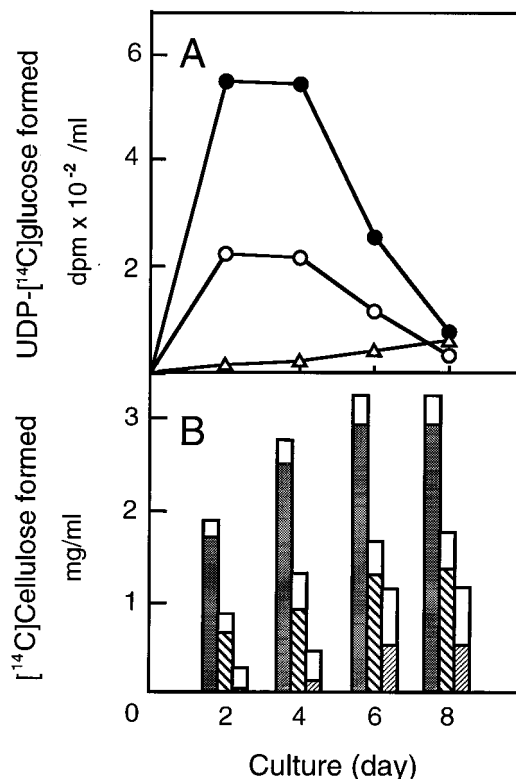 A
UDP-[¹⁴C]glucose formed
dpm x 10⁻² /ml
6
4
2
B
[¹⁴C]Cellulose formed
mg/ml
3
2
1
0
2 4 6 8
Culture (day)